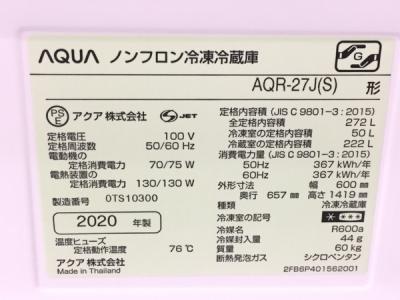 AQUA ノンフロン冷凍冷蔵庫
G
AQR-27J(S) 形
PS E アクア 株式会社 S JET
定格電圧 100 V
定格周波数 50/60 Hz
電動機の
定格消費電力 70/75 W
電熱装置の
定格消費電力 130/130 W
製造番号 0TS10300
2020 年製
温度ヒューズ
定格動作温度 76℃
アクア 株式会社
Made in Thailand
定格内容積 (JIS C 9801-3:2015)
全定格内容積 272 L
冷凍室の定格内容積 50 L
冷蔵室の定格内容積 222 L
消費電力量 (JIS C 9801-3:2015)
50Hz 367 kWh/年
60Hz 367 kWh/年
外形寸法 幅 600 mm
奥行 657 mm 高さ 1419 mm
種類 冷凍冷蔵庫
冷凍室の記号
冷媒名 R600a
冷媒封入量 44 g
質量 60 kg
断熱発泡ガス シクロペンタン
2FB6P401562001